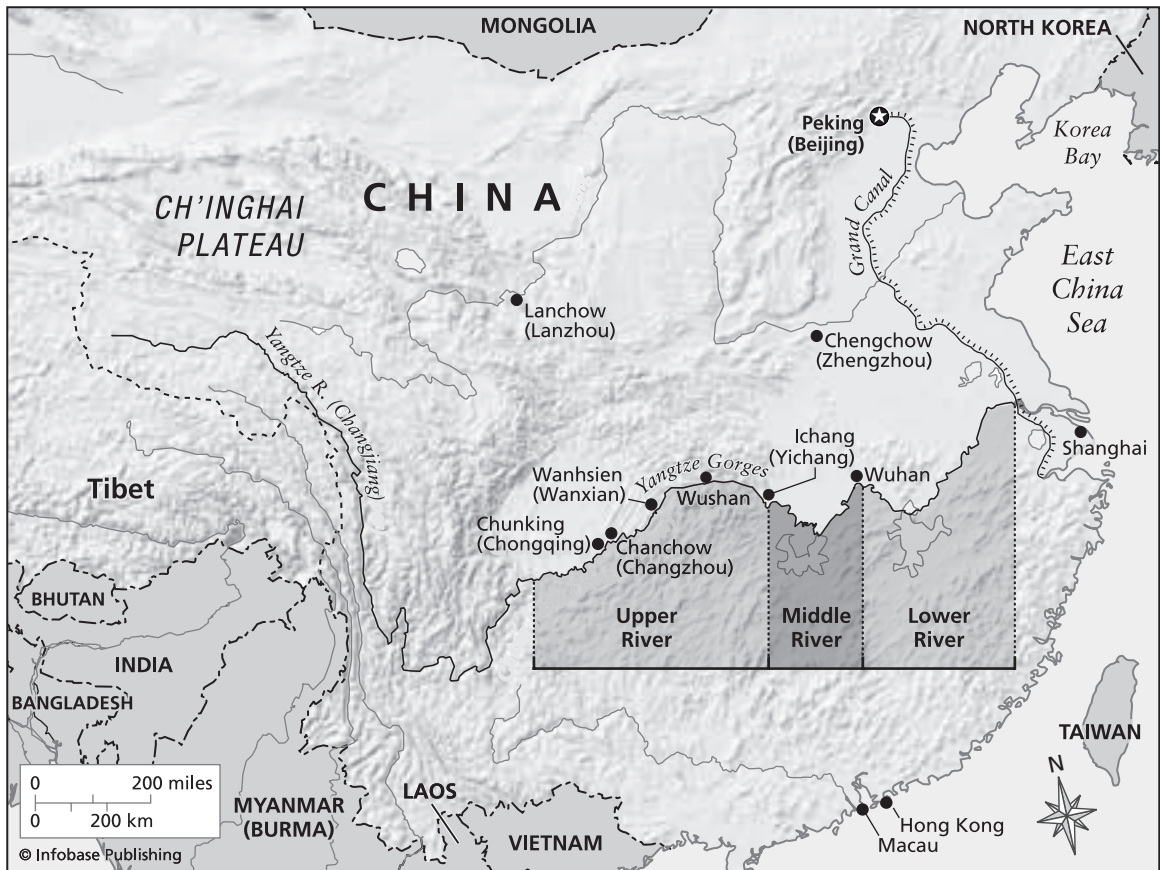 MONGOLIA
NORTH KOREA
Peking
(Beijing)
Korea
Bay
CHINA
CH'INGHAI
PLATEAU
Grand Canal
East
China
Sea
Lanchow
(Lanzhou)
Chengchow
(Zhengzhou)
Yangtze R. (Changjiang)
Ichang
(Yichang)
Shanghai
Wanhsien
(Wanxian)
Yangtze Gorges
Wuhan
Wushan
Tibet
Chunking
(Chongqing)
Chanchow
(Changzhou)
BHUTAN
Upper
River
Middle
River
Lower
River
INDIA
BANGLADESH
TAIWAN
N
0 200 miles
0 200 km
MYANMAR
(BURMA)
LAOS
VIETNAM
Hong Kong
Macau
© Infobase Publishing